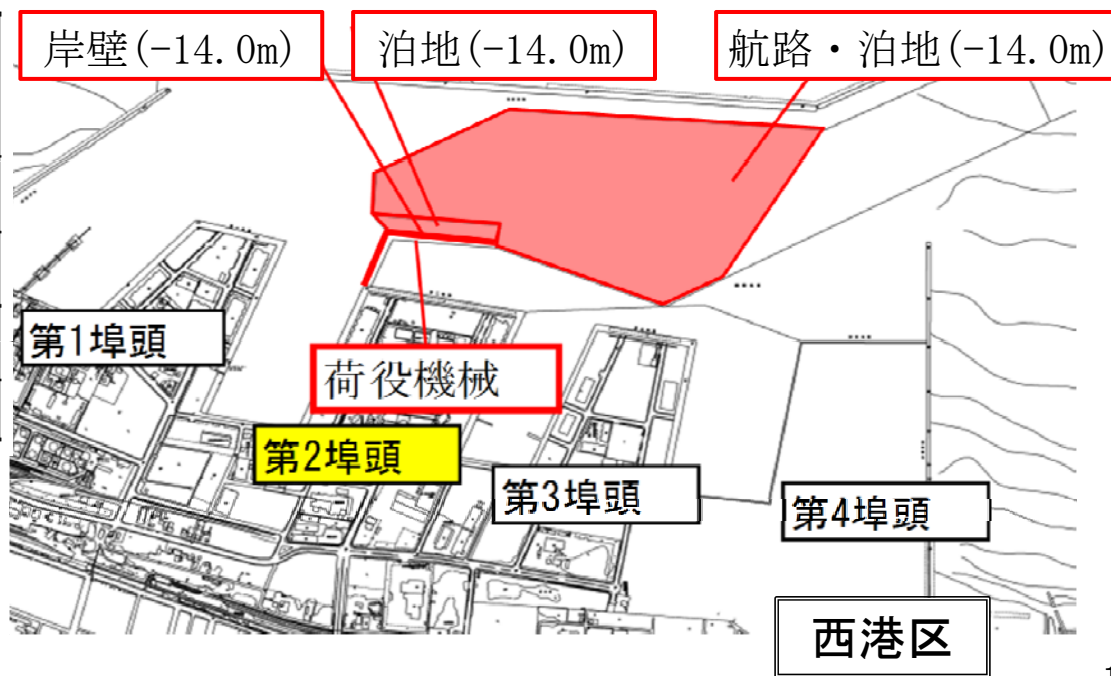 岸壁(-14.0m)
泊地(-14.0m)
航路・泊地(-14.0m)
第1埠頭
荷役機械
第2埠頭
第3埠頭
第4埠頭
西港区